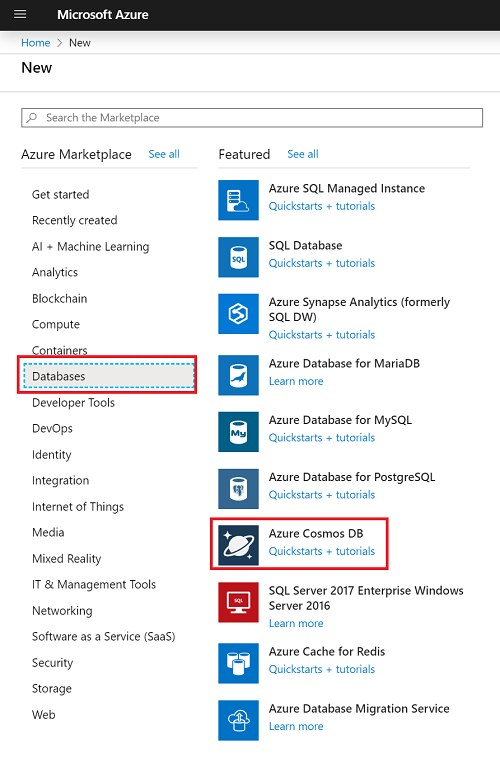 Microsoft Azure
Home > New
New
Search the Marketplace
Azure Marketplace See all
Get started
Recently created
AI + Machine Learning
Analytics
Blockchain
Compute
Containers
Databases
Developer Tools
DevOps
Identity
Integration
Internet of Things
Media
Mixed Reality
IT & Management Tools
Networking
Software as a Service (SaaS)
Security
Storage
Web
Featured See all
Azure SQL Managed Instance
Quickstarts + tutorials
SQL
SQL Database
Quickstarts + tutorials
Azure Synapse Analytics (formerly
SQL DW)
Quickstarts + tutorials
Azure Database for MariaDB
Learn more
My
Azure Database for MySQL
Quickstarts + tutorials
Azure Database for PostgreSQL
Quickstarts + tutorials
Azure Cosmos DB
Quickstarts + tutorials
SQL
SQL Server 2017 Enterprise Windows
Server 2016
Learn more
Azure Cache for Redis
Quickstarts + tutorials
Azure Database Migration Service
Learn more